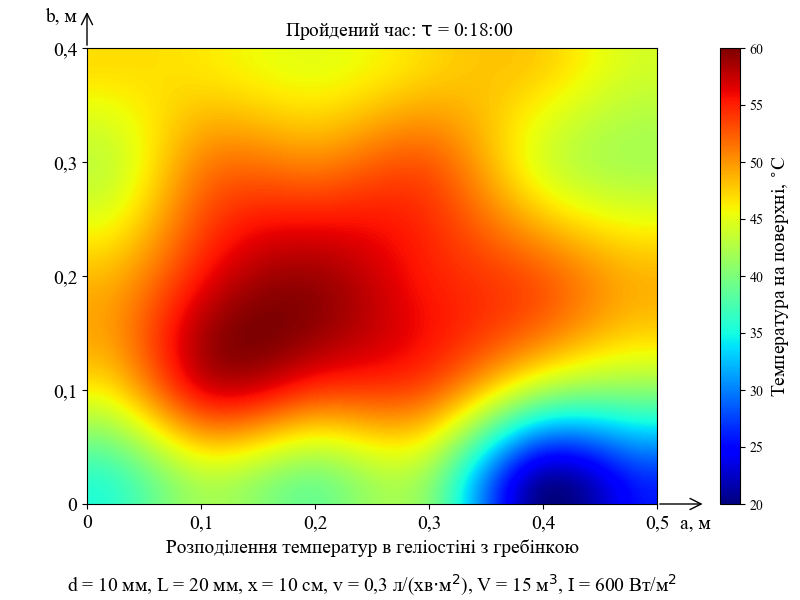 b, м
Пройдений час: τ = 0:18:00
0,4
0,3
0,2
0,1
0
0 0,1 0,2 0,3 0,4 0,5 a, м
60
55
50
45
40
35
30
25
20
Температура на поверхні, °C
Розподілення температур в геліостіні з гребінкою
d = 10 мм, L = 20 мм, x = 10 см, v = 0,3 л/(хв·м²), V = 15 м³, I = 600 Вт/м²